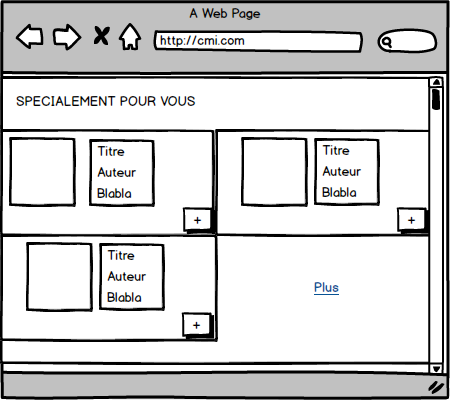 A Web Page
http://cmi.com
SPECIALEMENT POUR VOUS
Titre
Auteur
Blabla
+
Titre
Auteur
Blabla
+
Titre
Auteur
Blabla
+
Plus